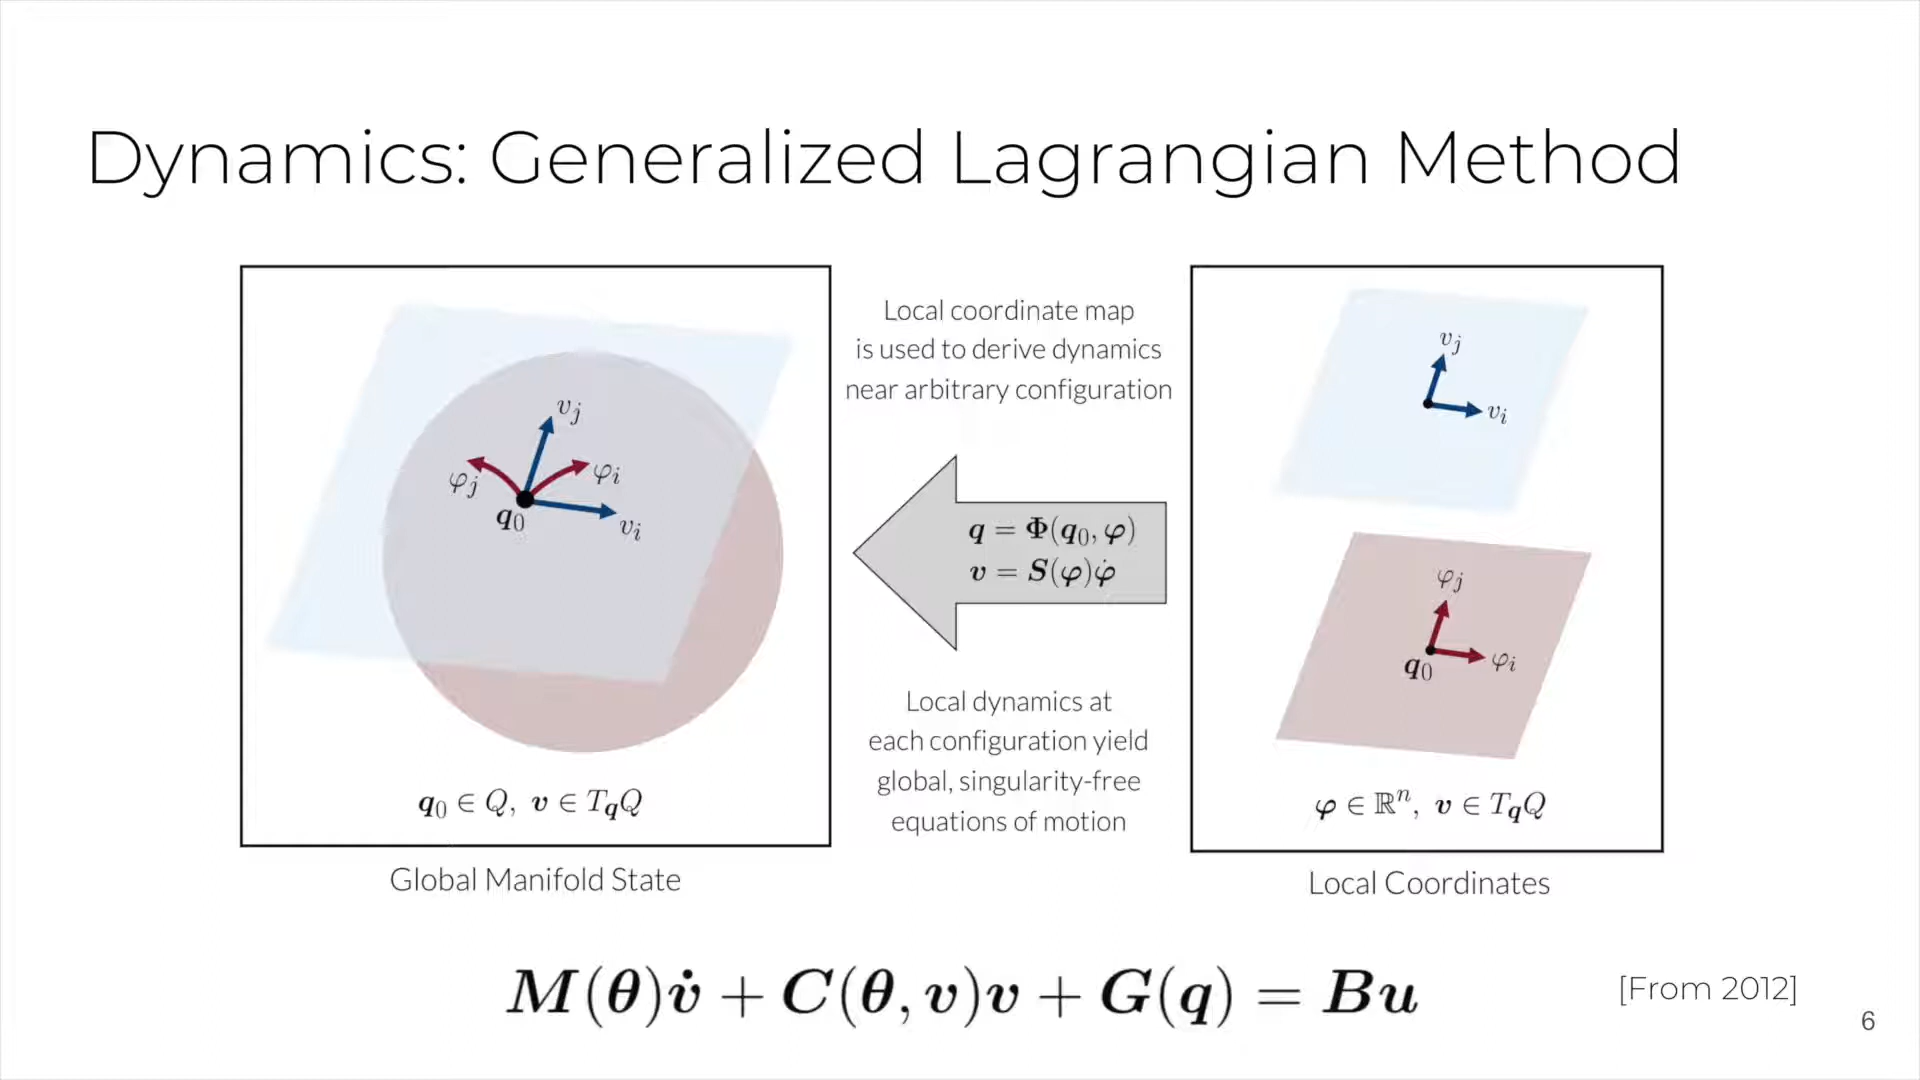 Dynamics: Generalized Lagrangian Method
v_j
φ_j
φ_i
q_0
v_i
q_0 ∈ Q, v ∈ T_qQ
Global Manifold State
Local coordinate map
is used to derive dynamics
near arbitrary configuration
q = Φ(q_0, φ)
v = S(φ)φ̇
Local dynamics at
each configuration yield
global, singularity-free
equations of motion
v_j
v_i
φ_j
q_0
φ_i
φ ∈ ℝ^n, v ∈ T_qQ
Local Coordinates
M(θ)v̇ + C(θ, v)v + G(q) = Bu
[From 2012]
6